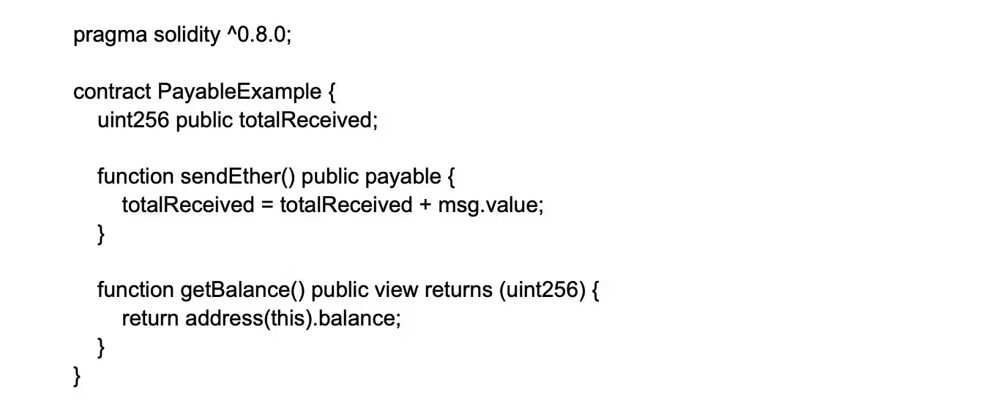 pragma solidity ^0.8.0;
contract PayableExample {
uint256 public totalReceived;
function sendEther() public payable {
totalReceived = totalReceived + msg.value;
}
function getBalance() public view returns (uint256) {
return address(this).balance;
}
}